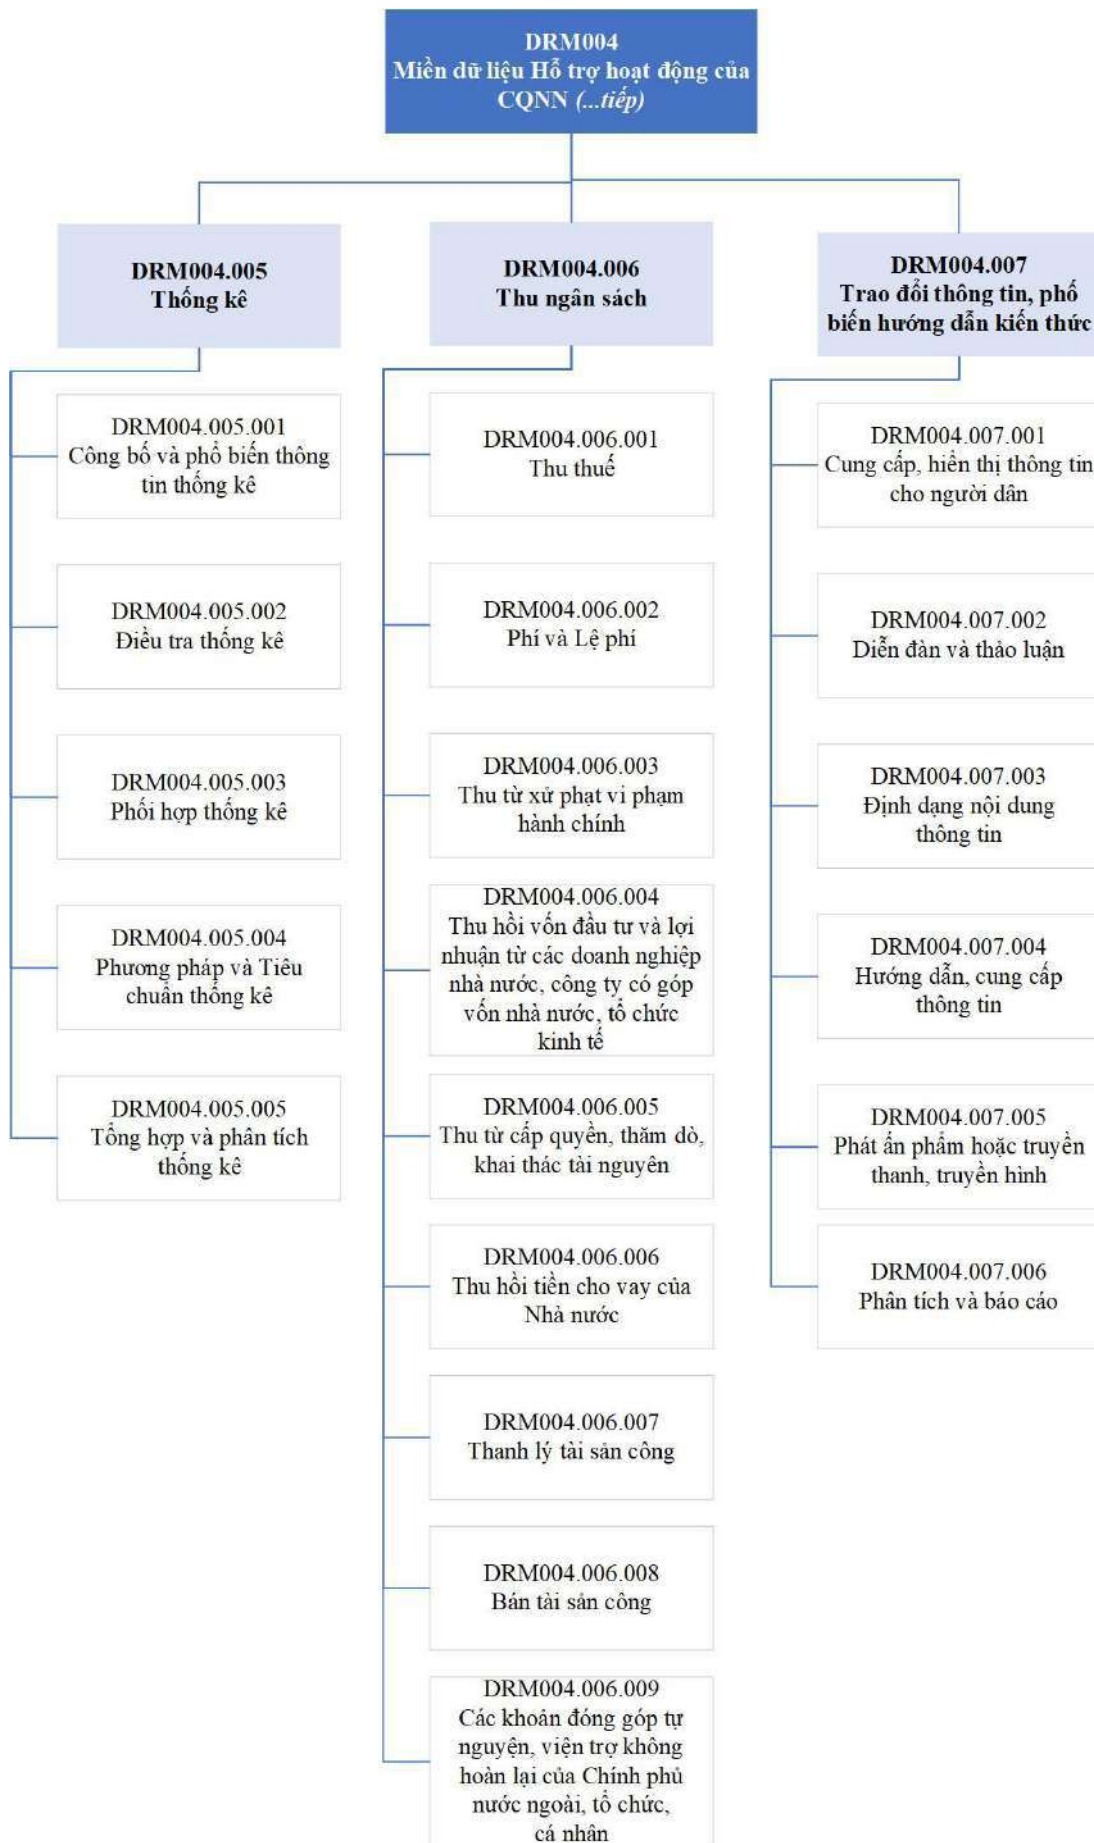 DRM004
Miền dữ liệu Hỗ trợ hoạt động của
CQNN (...tiếp)
DRM004.005
Thống kê
DRM004.005.001
Công bố và phổ biến thông
tin thống kê
DRM004.005.002
Điều tra thống kê
DRM004.005.003
Phối hợp thống kê
DRM004.005.004
Phương pháp và Tiêu
chuẩn thống kê
DRM004.005.005
Tổng hợp và phân tích
thống kê
DRM004.006
Thu ngân sách
DRM004.006.001
Thu thuế
DRM004.006.002
Phí và Lệ phí
DRM004.006.003
Thu từ xử phạt vi phạm
hành chính
DRM004.006.004
Thu hồi vốn đầu tư và lợi
nhuận từ các doanh nghiệp
nhà nước, công ty có góp
vốn nhà nước, tổ chức
kinh tế
DRM004.006.005
Thu từ cấp quyền, thăm dò,
khai thác tài nguyên
DRM004.006.006
Thu hồi tiền cho vay của
Nhà nước
DRM004.006.007
Thanh lý tài sản công
DRM004.006.008
Bán tài sản công
DRM004.006.009
Các khoản đóng góp tự
nguyện, viện trợ không
hoàn lại của Chính phủ
nước ngoài, tổ chức,
cá nhân
DRM004.007
Trao đổi thông tin, phổ
biến hướng dẫn kiến thức
DRM004.007.001
Cung cấp, hiển thị thông tin
cho người dân
DRM004.007.002
Diễn đàn và thảo luận
DRM004.007.003
Định dạng nội dung
thông tin
DRM004.007.004
Hướng dẫn, cung cấp
thông tin
DRM004.007.005
Phát ấn phẩm hoặc truyền
thanh, truyền hình
DRM004.007.006
Phân tích và báo cáo